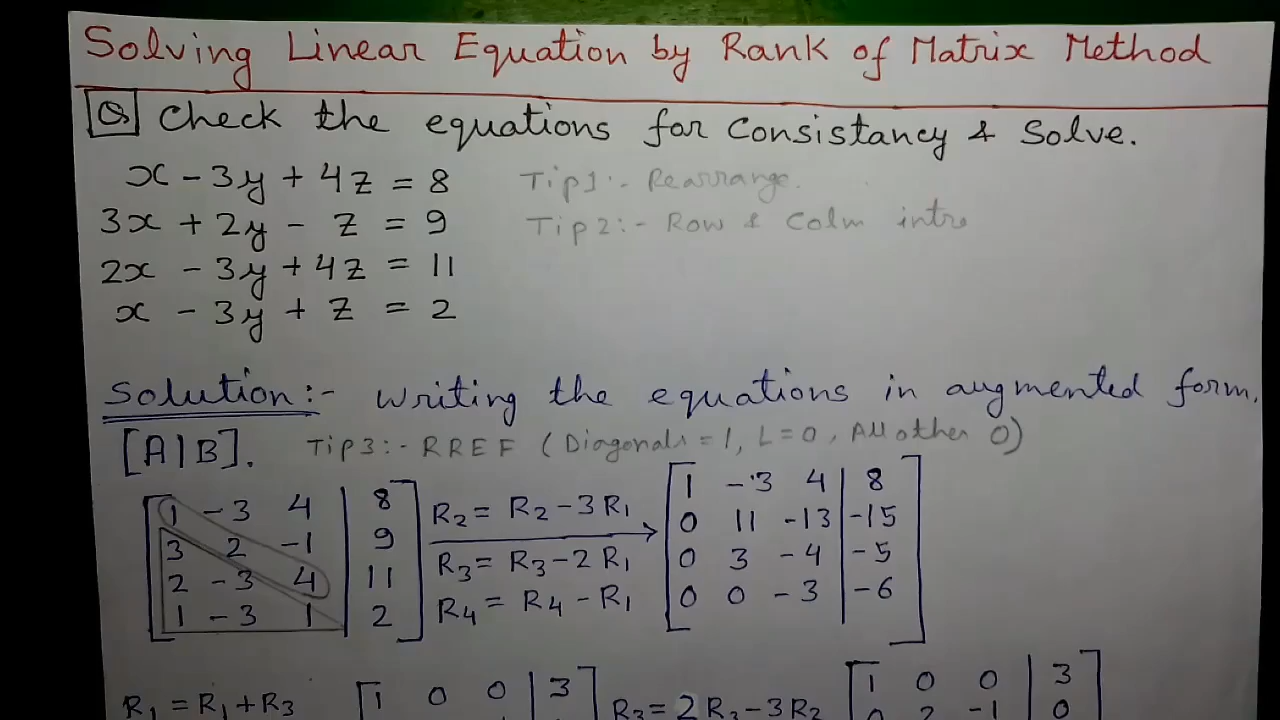 Solving Linear Equation by Rank of Matrix Method
Q. Check the equations for Consistancy & Solve.
x - 3y + 4z = 8 Tip1:- Rearrange.
3x + 2y - z = 9 Tip2:- Row & Colm intro
2x - 3y + 4z = 11
x - 3y + z = 2
Solution:- Writing the equations in augmented form,
[A|B]. Tip3:- RREF (Diagonals = 1, L=0, All other 0)
1 -3 4 | 8 R2 = R2 - 3R1 1 -3 4 | 8
3 2 -1 | 9 R3 = R3 - 2R1 0 11 -13 | -15
2 -3 4 | 11 R4 = R4 - R1 0 3 -4 | -5
1 -3 1 | 2 0 0 -3 | -6
R1 = R1 + R3 1 0 0 | 3 R3 = 2R3 - 3R2 1 0 0 | 3
0 2 -1 | 0